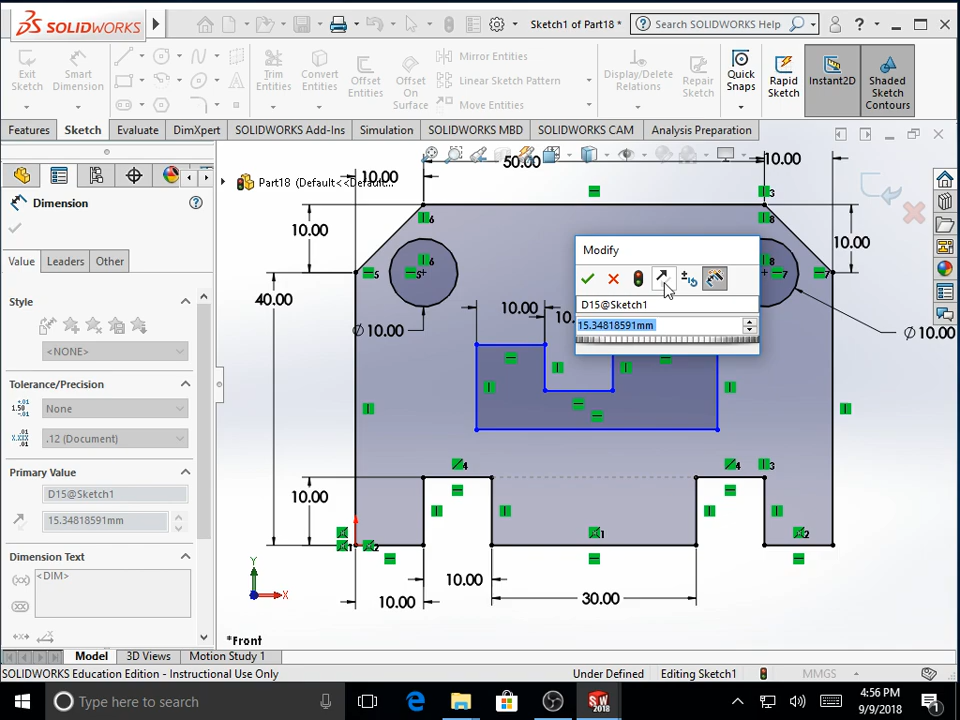 SOLIDWORKS
Sketch1 of Part18 *
Search SOLIDWORKS Help
Exit Sketch
Smart Dimension
Trim Entities
Convert Entities
Offset Entities
Offset On Surface
Mirror Entities
Linear Sketch Pattern
Move Entities
Display/Delete Relations
Repair Sketch
Quick Snaps
Rapid Sketch
Instant2D
Shaded Sketch Contours
Features
Sketch
Evaluate
DimXpert
SOLIDWORKS Add-Ins
Simulation
SOLIDWORKS MBD
SOLIDWORKS CAM
Analysis Preparation
Part18 (Default<<Default...
Dimension
Value
Leaders
Other
Style
<NONE>
Tolerance/Precision
None
.12 (Document)
Primary Value
D15@Sketch1
15.34818591mm
Dimension Text
<DIM>
50.00
10.00
10.00
10.00
10.00
40.00
10.00
10.
∅ 10.00
∅ 10.00
10.00
10.00
10.00
30.00
Modify
D15@Sketch1
15.34818591mm
Y
X
*Front
Model
3D Views
Motion Study 1
SOLIDWORKS Education Edition - Instructional Use Only
Under Defined
Editing Sketch1
MMGS
Type here to search
4:56 PM
9/9/2018